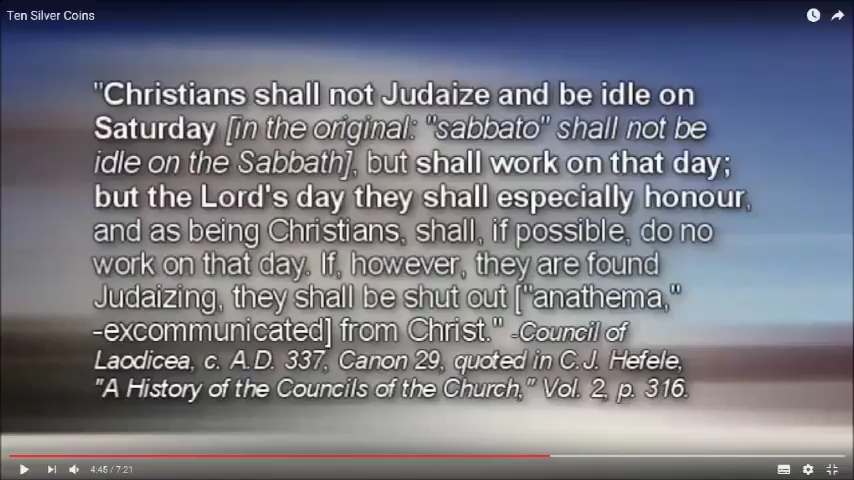 Ten Silver Coins
"Christians shall not Judaize and be idle on
Saturday [in the original: "sabbato" shall not be
idle on the Sabbath], but shall work on that day;
but the Lord's day they shall especially honour,
and as being Christians, shall, if possible, do no
work on that day. If, however, they are found
Judaizing, they shall be shut out ["anathema,"
-excommunicated] from Christ." -Council of
Laodicea, c. A.D. 337, Canon 29, quoted in C.J. Hefele,
"A History of the Councils of the Church," Vol. 2, p. 316.
4:45 / 7:21